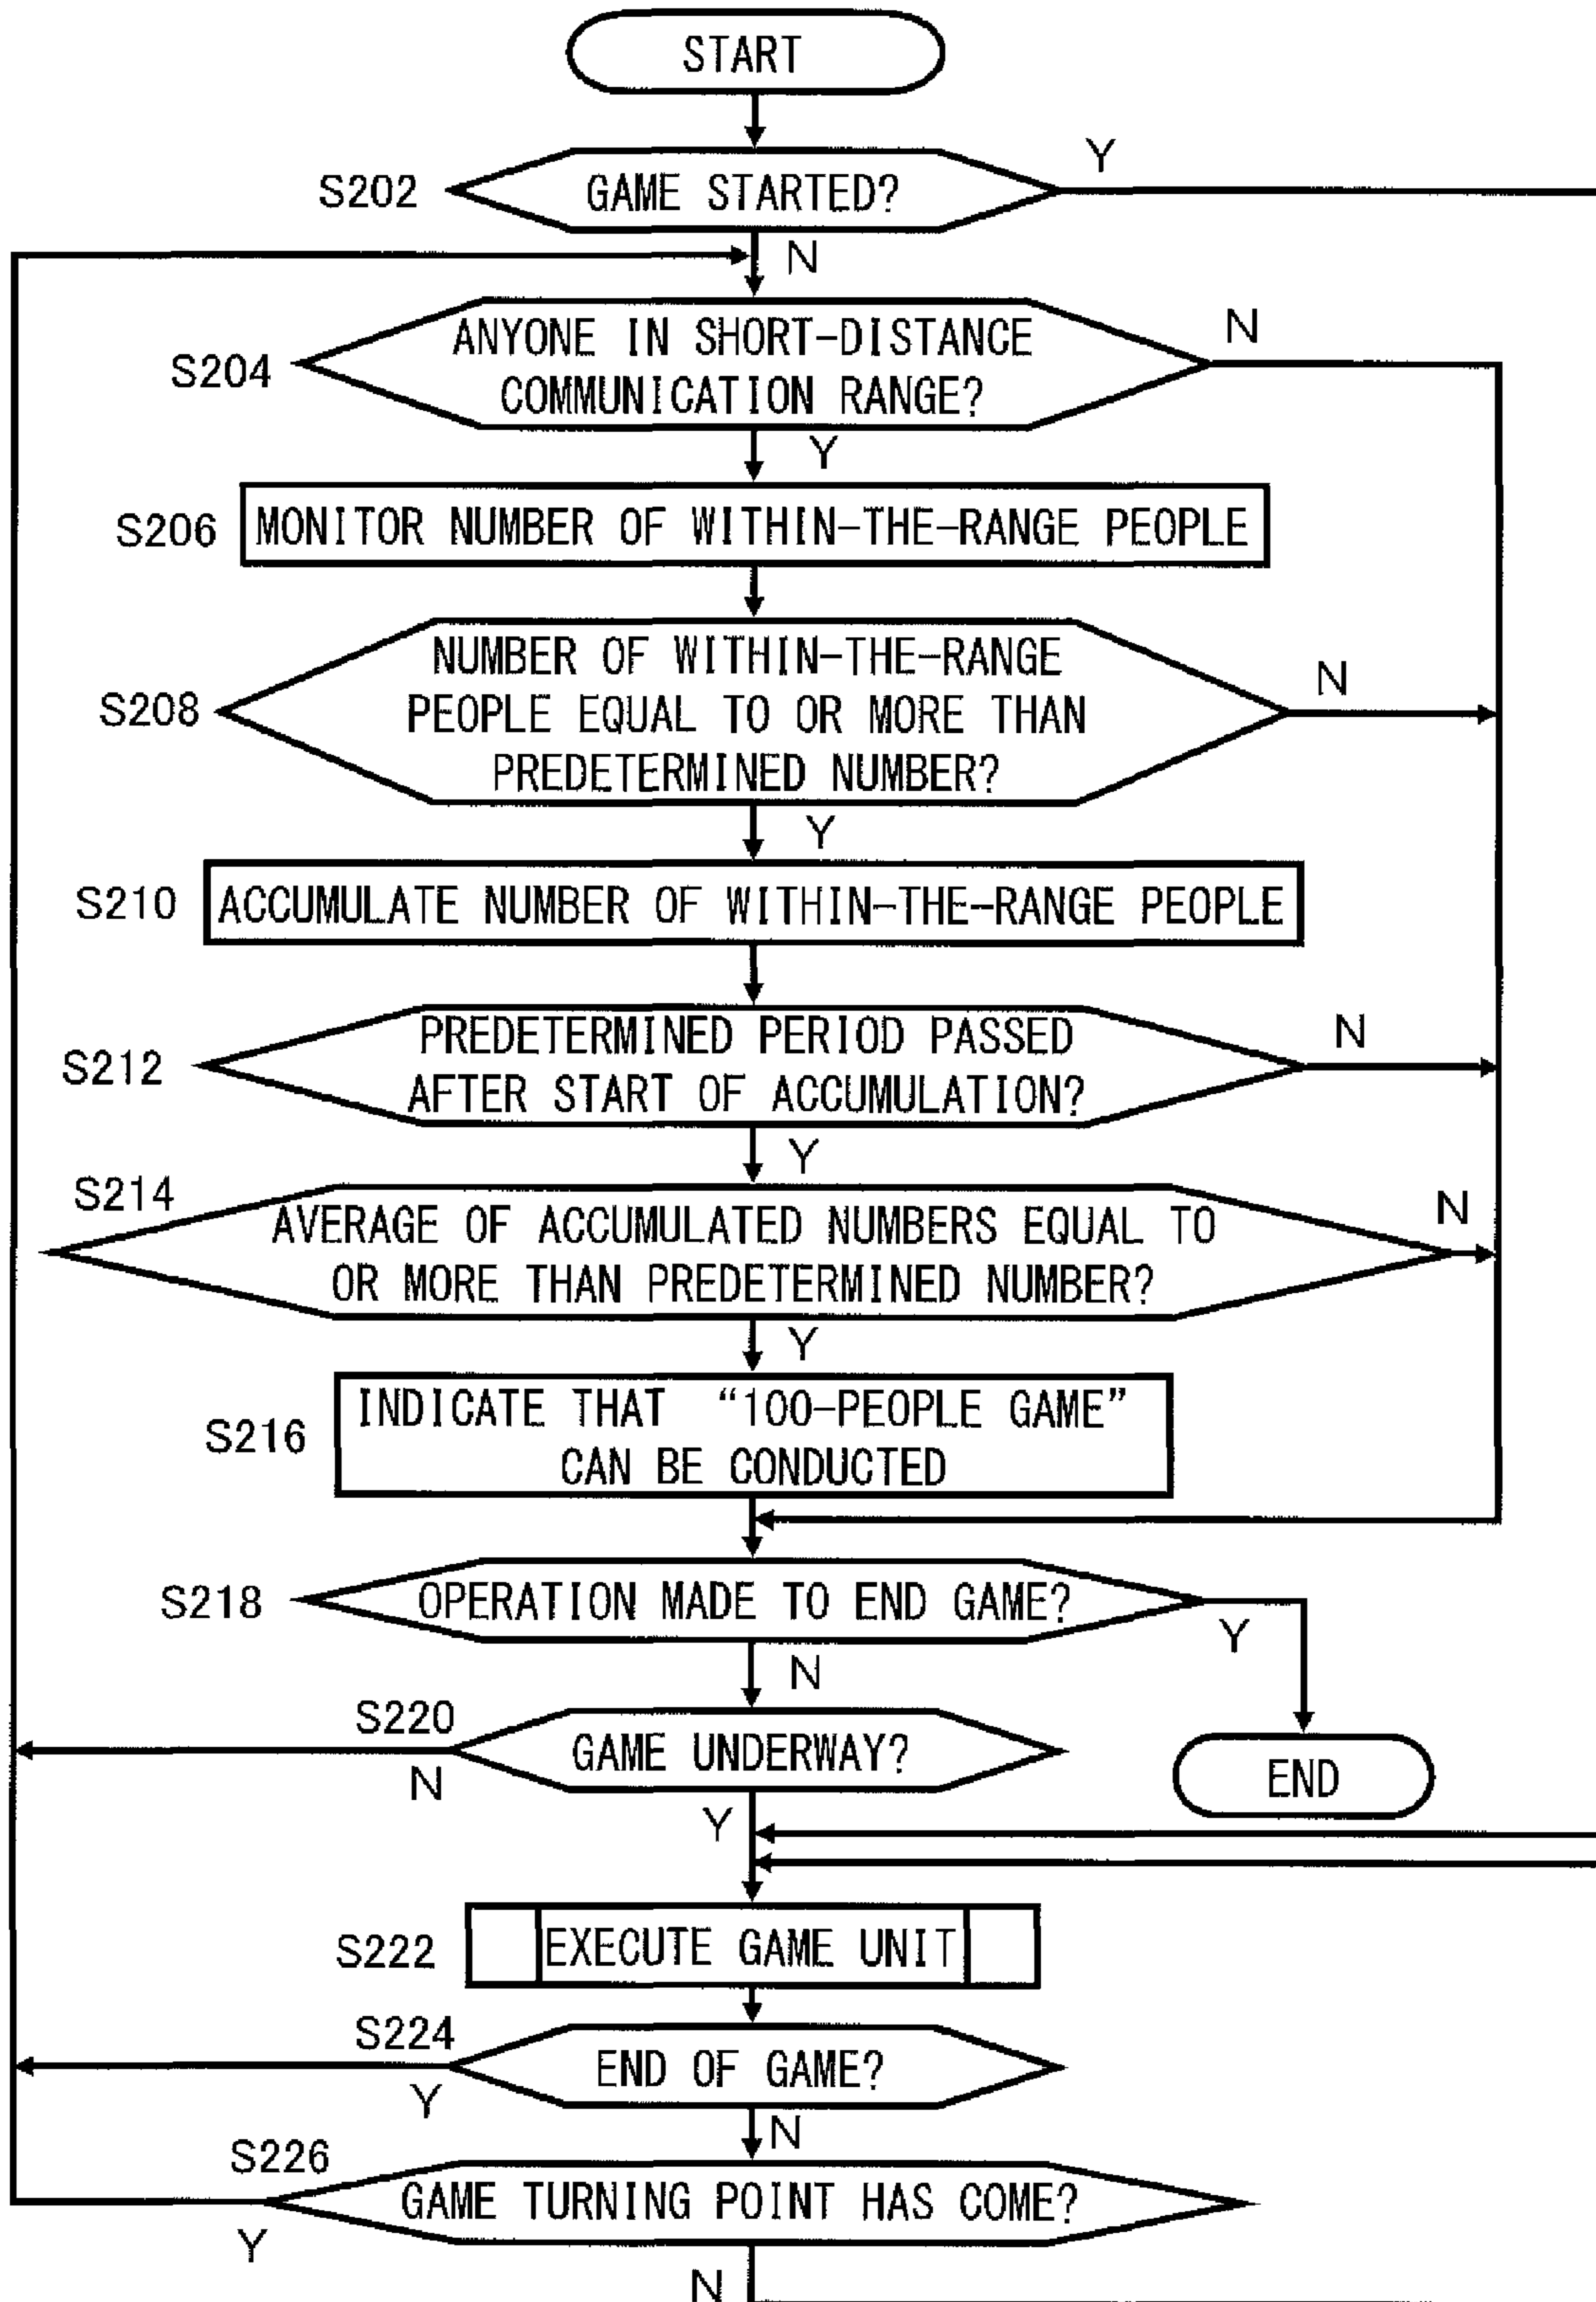 START
Y
S202
GAME STARTED?
N
ANYONE IN SHORT-DISTANCE
COMMUNICATION RANGE?
N
S204
Y
S206
MONITOR NUMBER OF WITHIN-THE-RANGE PEOPLE
NUMBER OF WITHIN-THE-RANGE
PEOPLE EQUAL TO OR MORE THAN
PREDETERMINED NUMBER?
N
S208
Y
S210
ACCUMULATE NUMBER OF WITHIN-THE-RANGE PEOPLE
PREDETERMINED PERIOD PASSED
AFTER START OF ACCUMULATION?
N
S212
Y
S214
AVERAGE OF ACCUMULATED NUMBERS EQUAL TO
OR MORE THAN PREDETERMINED NUMBER?
N
Y
INDICATE THAT “100-PEOPLE GAME”
CAN BE CONDUCTED
S216
S218
OPERATION MADE TO END GAME?
Y
N
S220
GAME UNDERWAY?
N
END
Y
S222
EXECUTE GAME UNIT
S224
END OF GAME?
Y
N
S226
GAME TURNING POINT HAS COME?
Y
N